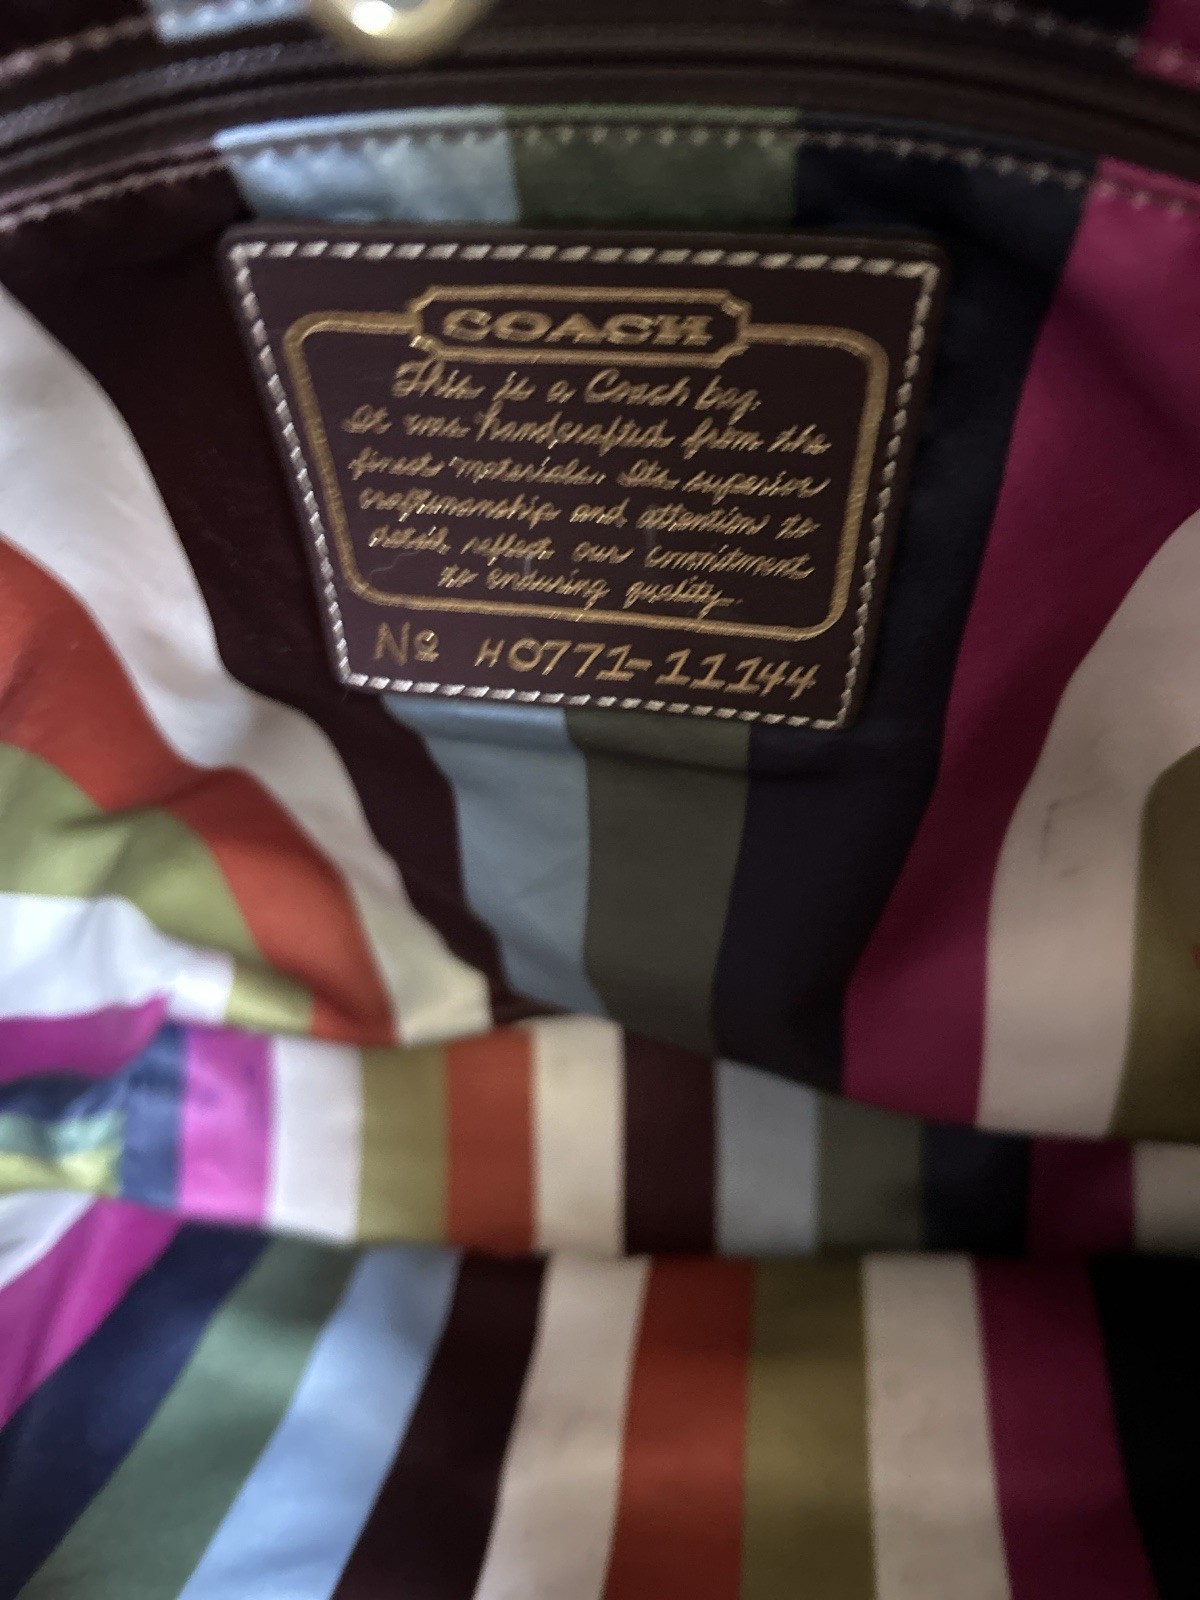 COACH
This is a Coach bag.
It was handcrafted from the
finest materials. Its superior
craftsmanship and attention to
detail reflect our commitment
to enduring quality.
No H0771-11144